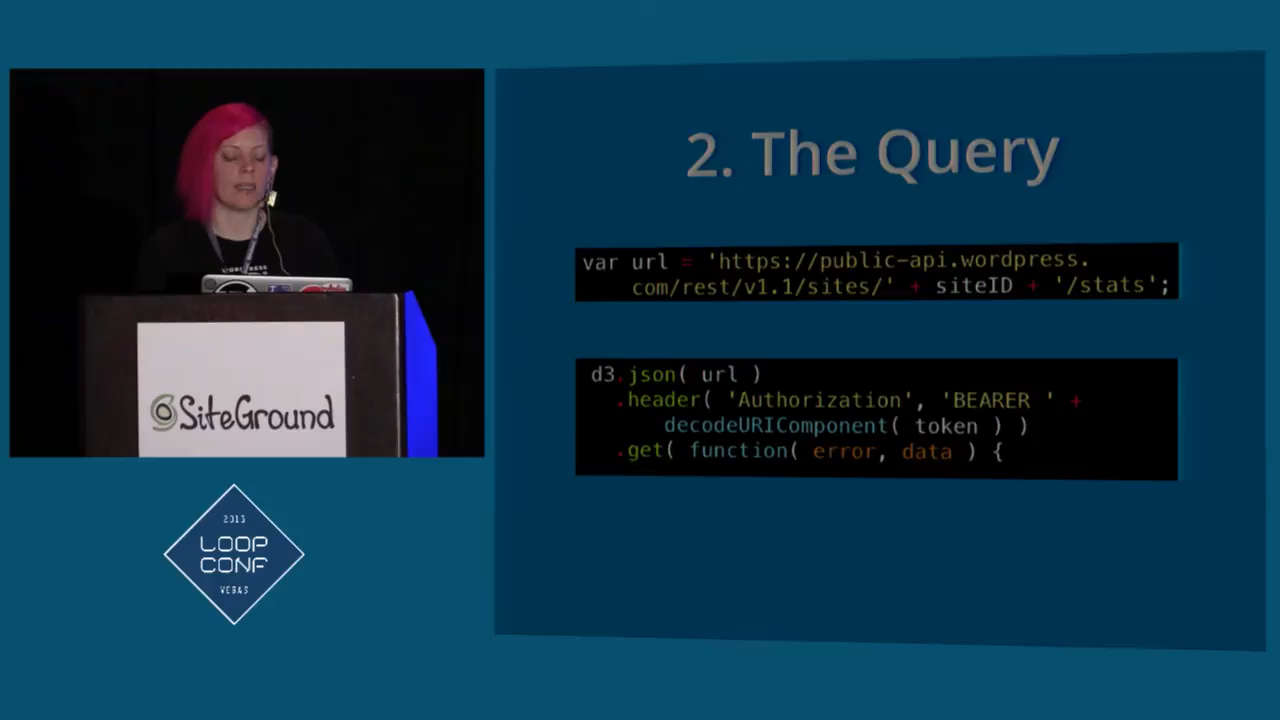 2. The Query
var url = 'https://public-api.wordpress.
com/rest/v1.1/sites/' + siteID + '/stats';
d3.json( url )
.header( 'Authorization', 'BEARER ' +
decodeURIComponent( token ) )
.get( function( error, data ) {
SiteGround
LOOP
CONF
VEGAS